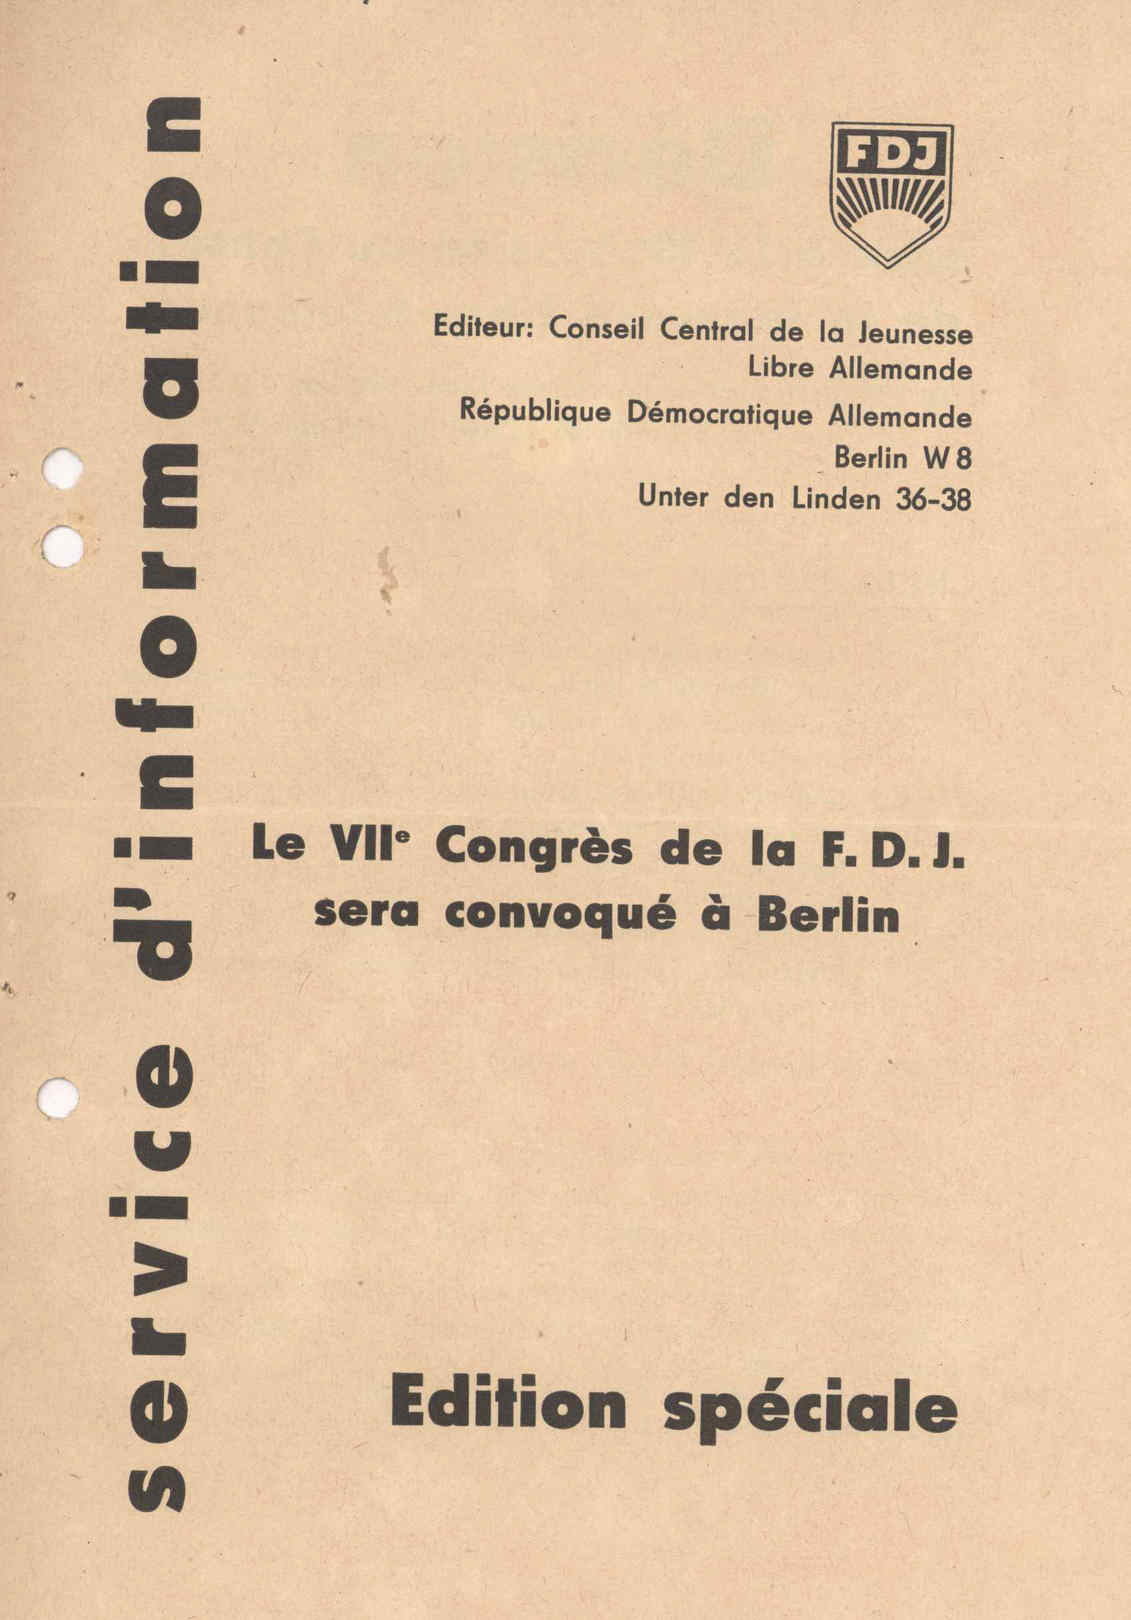 service d'information
FDJ
Editeur: Conseil Central de la Jeunesse
Libre Allemande
République Démocratique Allemande
Berlin W 8
Unter den Linden 36-38
Le VIIe Congrès de la F. D. J.
sera convoqué à Berlin
Edition spéciale